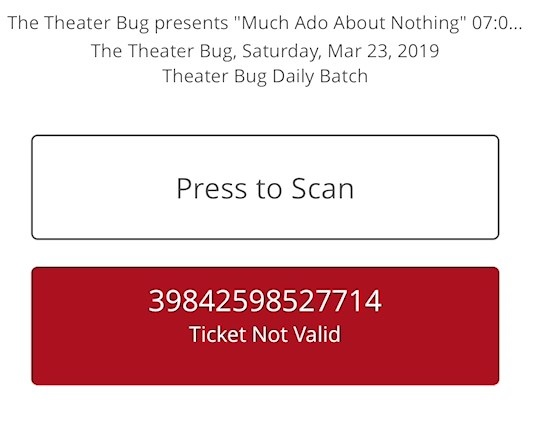 The Theater Bug presents "Much Ado About Nothing" 07:0...
The Theater Bug, Saturday, Mar 23, 2019
Theater Bug Daily Batch
Press to Scan
39842598527714
Ticket Not Valid